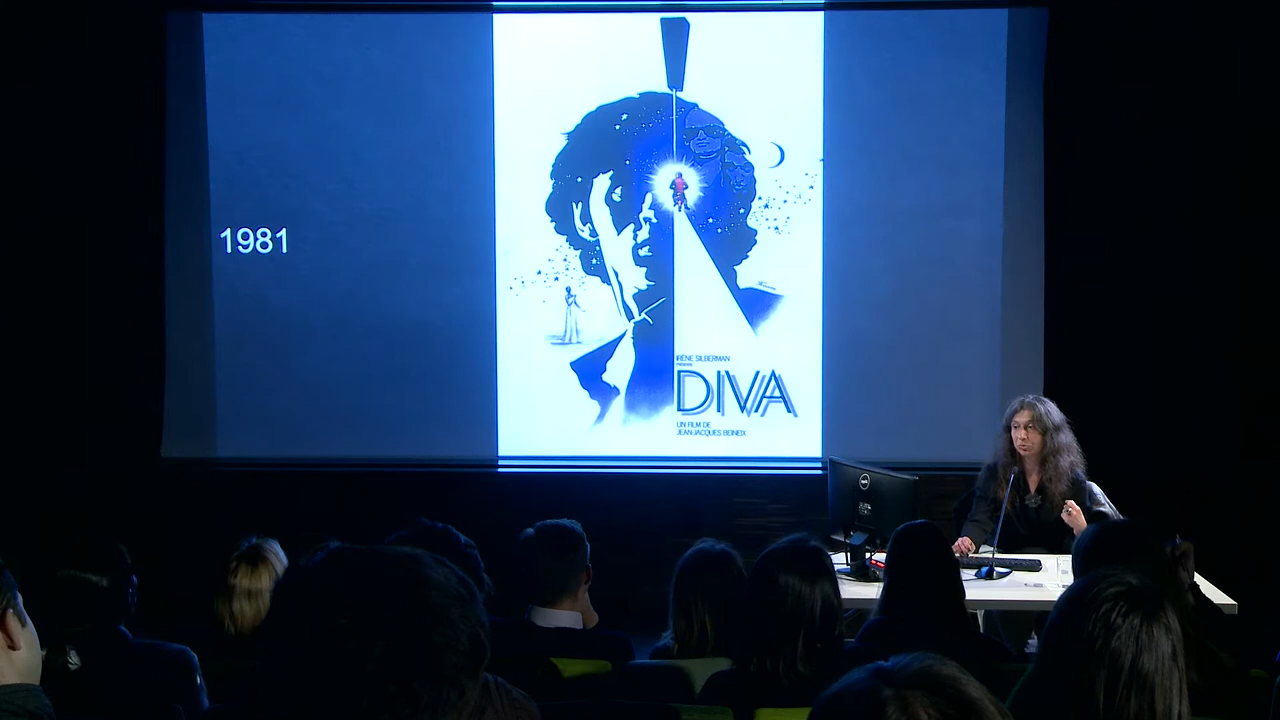 1981
IRÈNE SILBERMAN
DIVA
UN FILM DE
JEAN-JACQUES BEINEIX